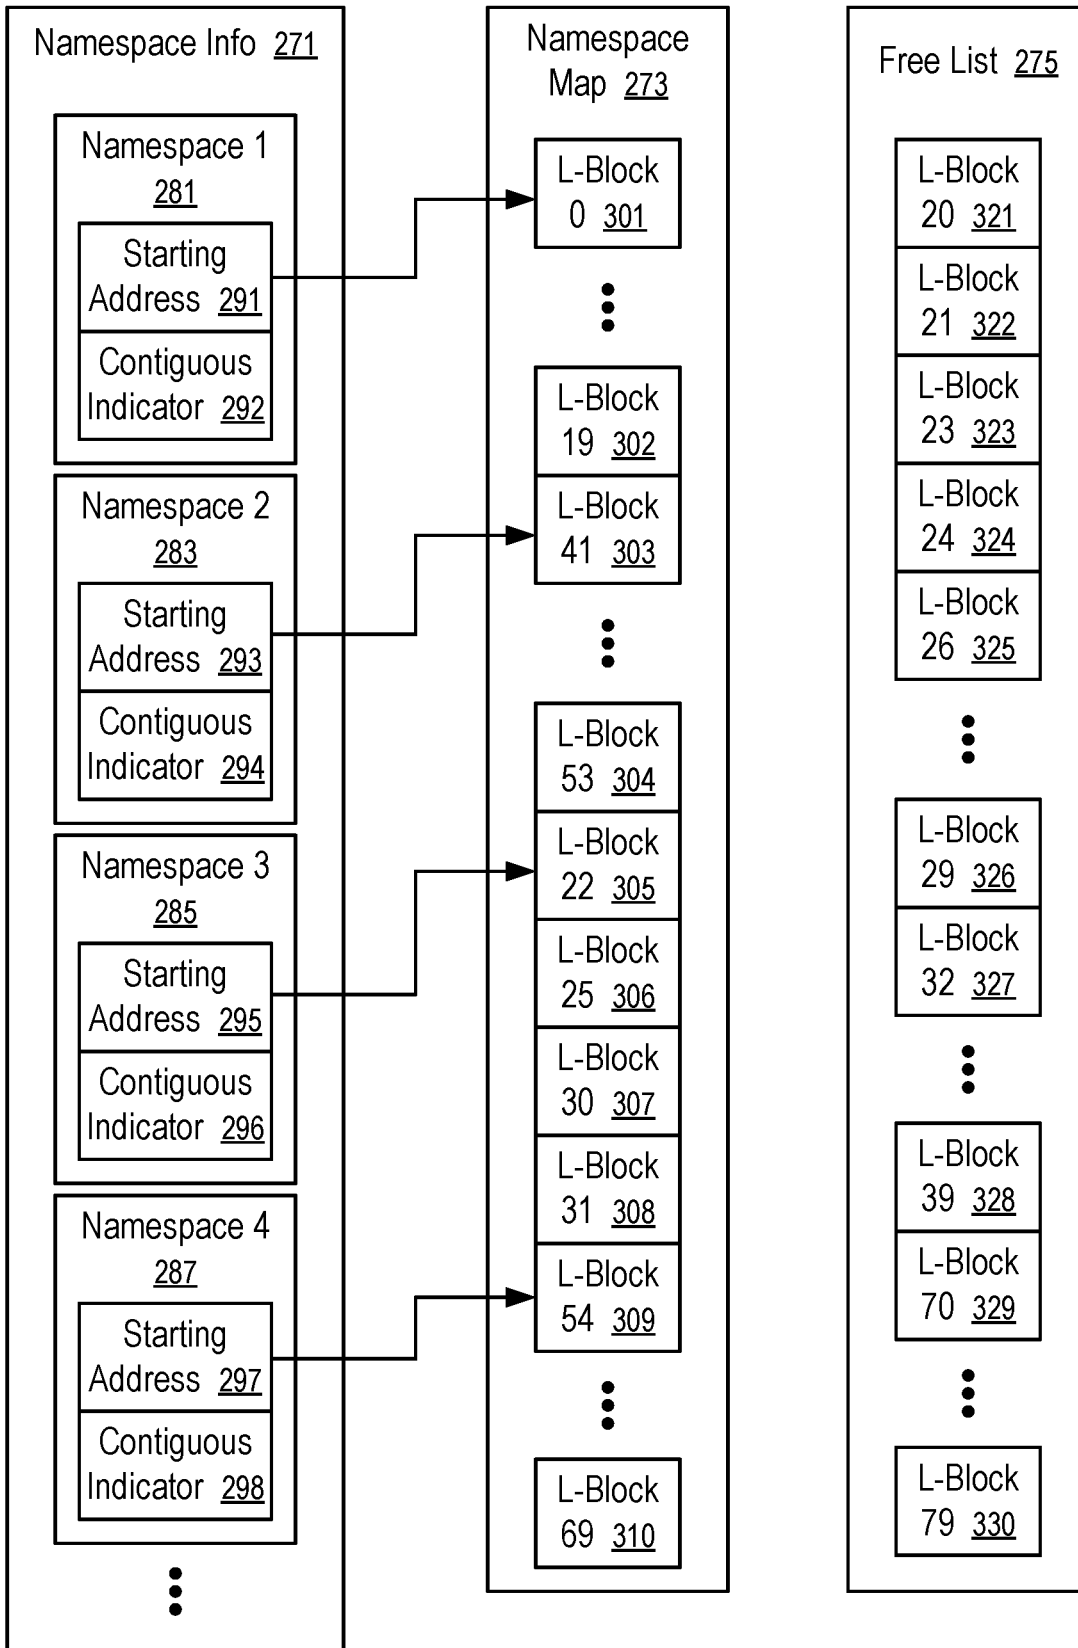 Namespace Info 271
Namespace 1
281
Starting
Address 291
Contiguous
Indicator 292
Namespace 2
283
Starting
Address 293
Contiguous
Indicator 294
Namespace 3
285
Starting
Address 295
Contiguous
Indicator 296
Namespace 4
287
Starting
Address 297
Contiguous
Indicator 298
Namespace
Map 273
L-Block
0 301
L-Block
19 302
L-Block
41 303
L-Block
53 304
L-Block
22 305
L-Block
25 306
L-Block
30 307
L-Block
31 308
L-Block
54 309
L-Block
69 310
Free List 275
L-Block
20 321
L-Block
21 322
L-Block
23 323
L-Block
24 324
L-Block
26 325
L-Block
29 326
L-Block
32 327
L-Block
39 328
L-Block
70 329
L-Block
79 330